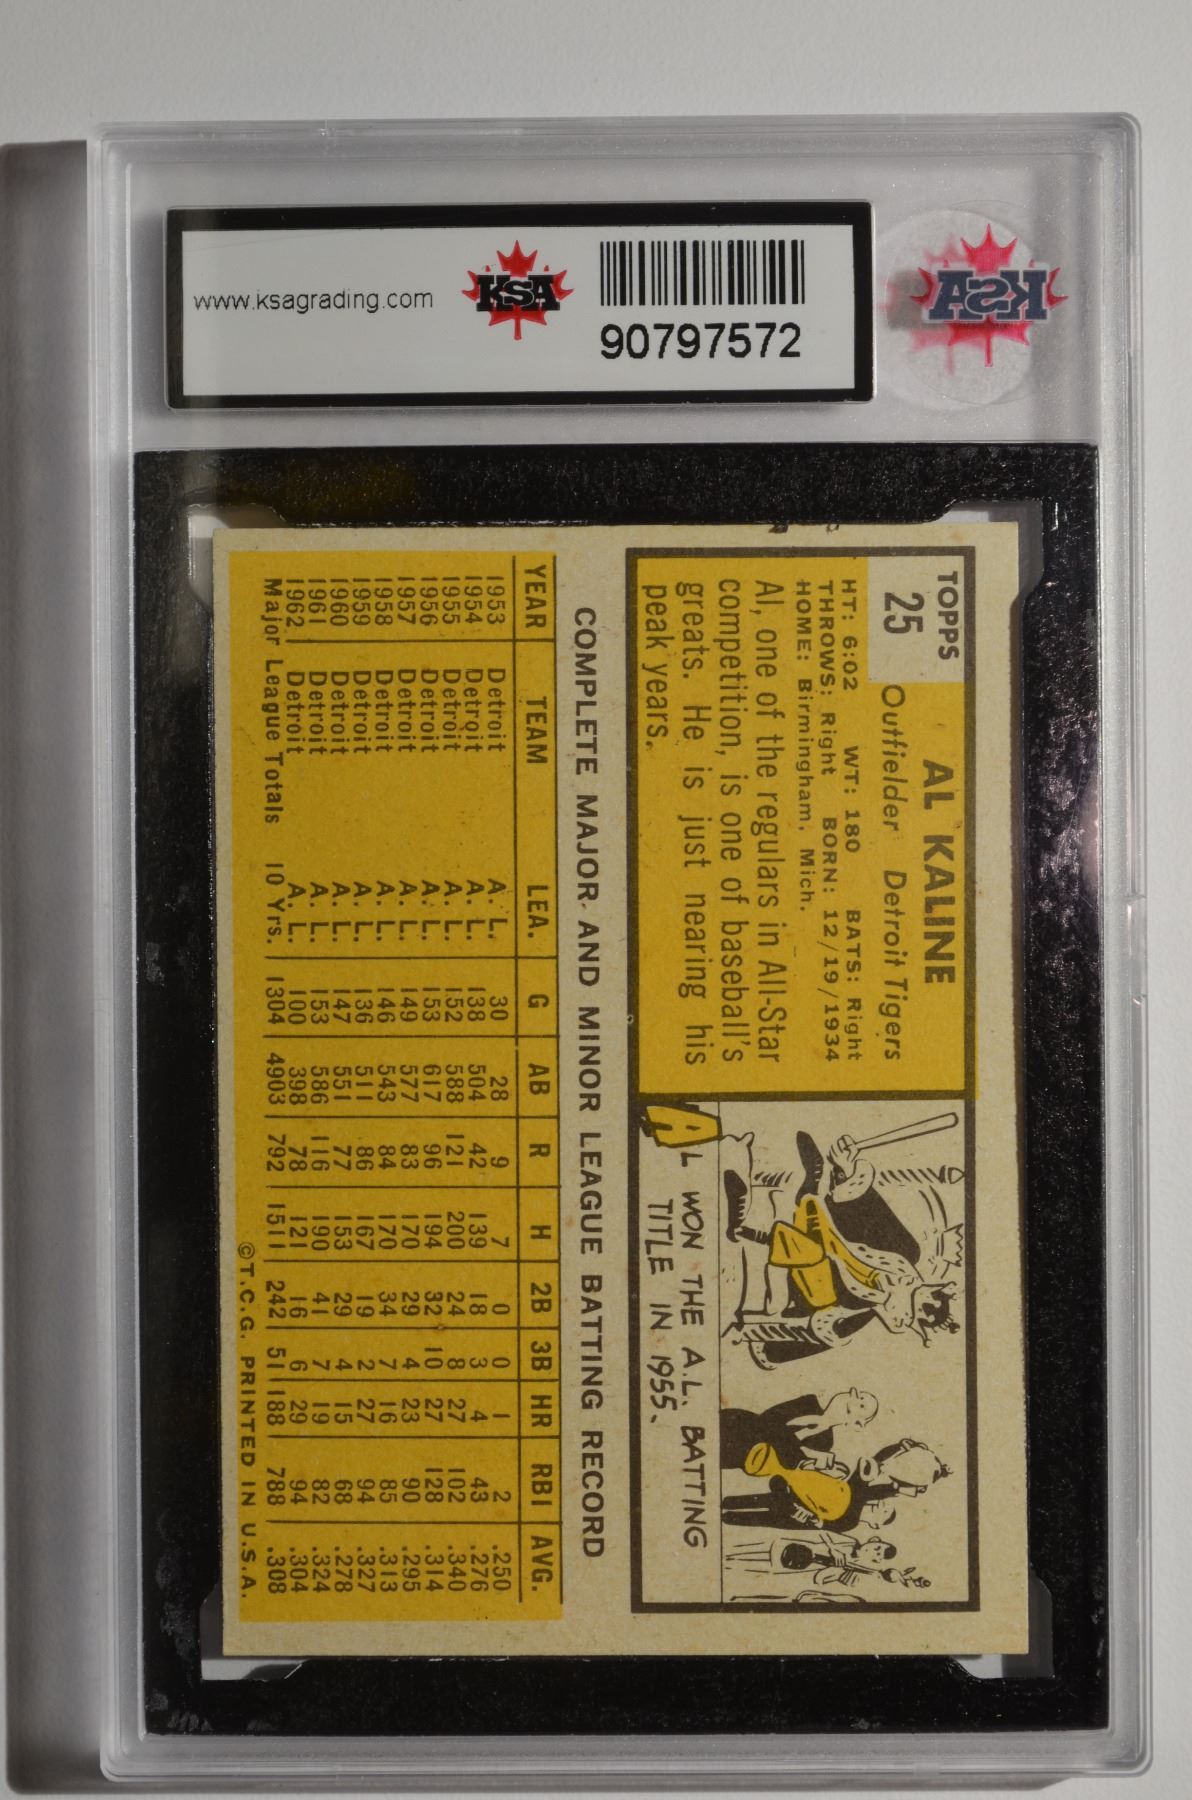 www.ksagrading.com
KSA
90797572
KSA
TOPPS
25
AL KALINE
Outfielder Detroit Tigers
HT: 6:02 WT: 180 BATS: Right
THROWS: Right BORN: 12/19/1934
HOME: Birmingham, Mich.
Al, one of the regulars in All-Star
competition, is one of baseball's
greats. He is just nearing his
peak years.
AL WON THE A.L. BATTING
TITLE IN 1955.
COMPLETE MAJOR AND MINOR LEAGUE BATTING RECORD
YEAR TEAM LEA. G AB R H 2B 3B HR RBI AVG.
1953 Detroit A. L. 30 28 9 7 0 0 1 2 .250
1954 Detroit A. L. 138 504 42 139 18 3 4 43 .276
1955 Detroit A. L. 152 588 121 200 24 8 27 102 .340
1956 Detroit A. L. 153 617 96 194 32 10 27 128 .314
1957 Detroit A. L. 149 577 83 170 29 4 23 90 .295
1958 Detroit A. L. 146 543 84 170 34 7 16 85 .313
1959 Detroit A. L. 136 511 86 167 19 2 27 94 .327
1960 Detroit A. L. 147 551 77 153 29 4 15 68 .278
1961 Detroit A. L. 153 586 116 190 41 7 19 82 .324
1962 Detroit A. L. 100 398 78 121 16 6 29 94 .304
Major League Totals 10 Yrs. 1304 4903 792 1511 242 51 188 788 .308
©T.C.G. PRINTED IN U.S.A.